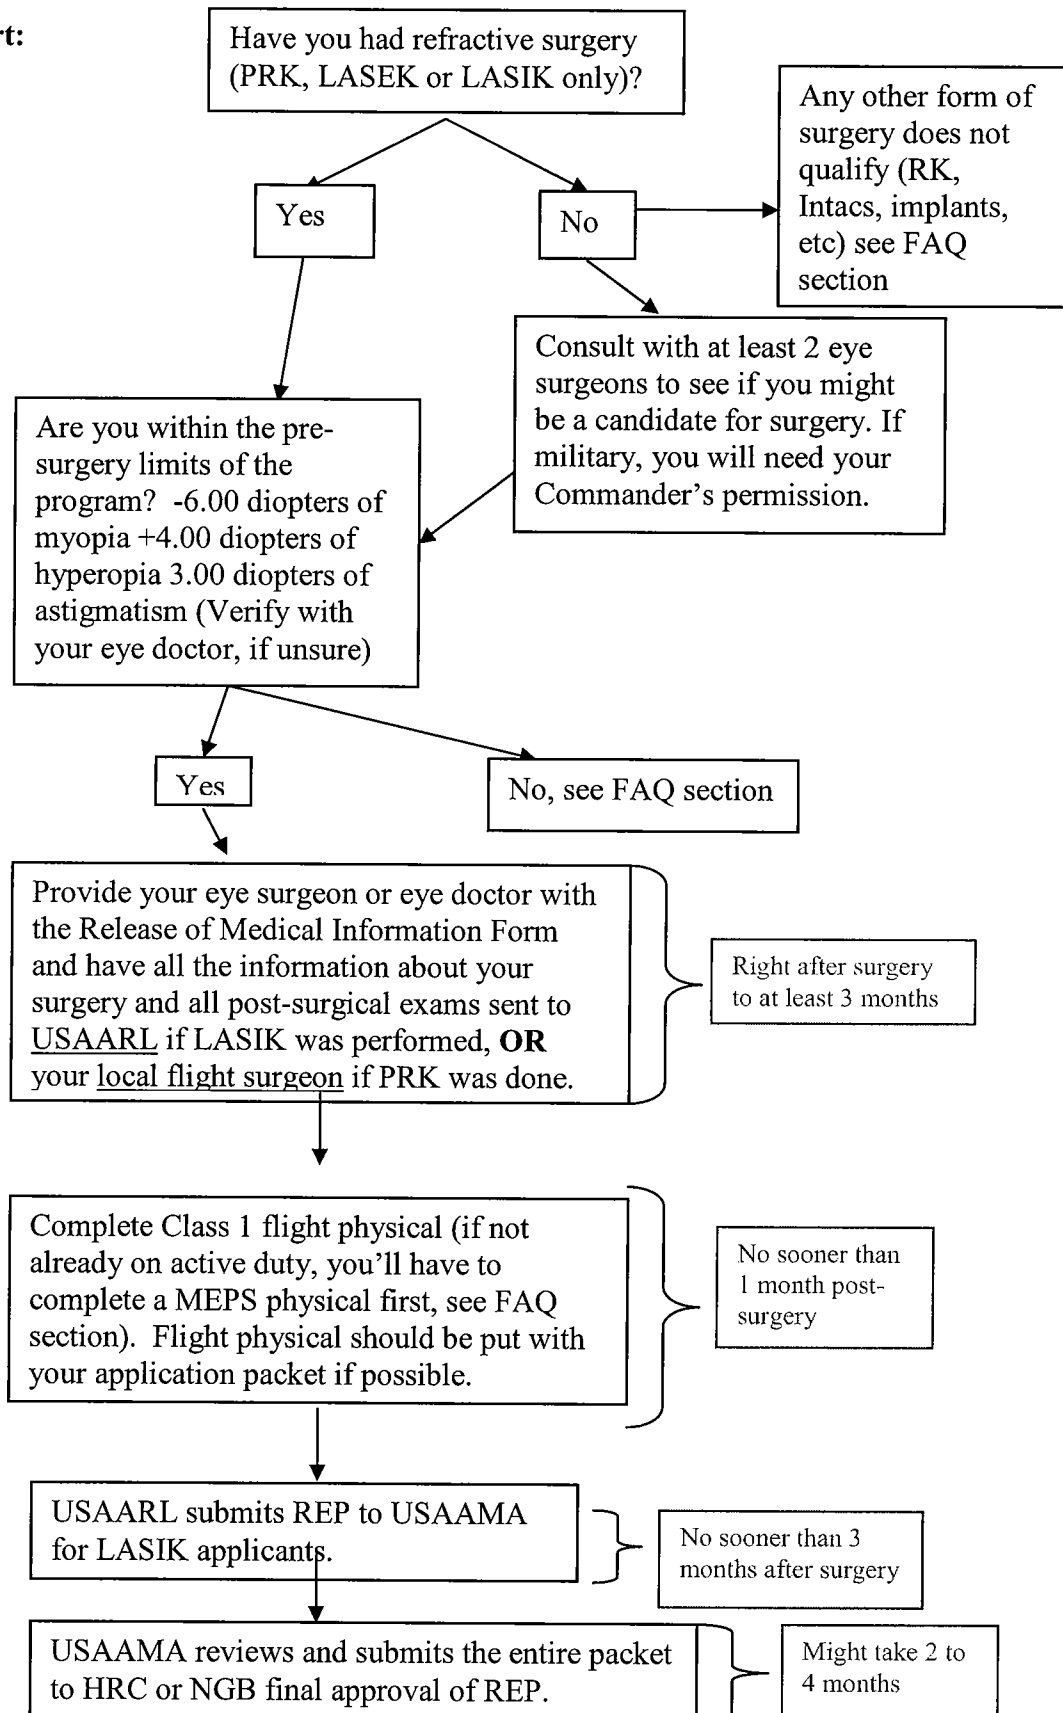 rt:
Have you had refractive surgery
(PRK, LASEK or LASIK only)?
Any other form of
surgery does not
qualify (RK,
Intacs, implants,
etc) see FAQ
section
Yes
No
Consult with at least 2 eye
surgeons to see if you might
be a candidate for surgery. If
military, you will need your
Commander's permission.
Are you within the pre-
surgery limits of the
program?  -6.00 diopters of
myopia +4.00 diopters of
hyperopia 3.00 diopters of
astigmatism (Verify with
your eye doctor, if unsure)
Yes
No, see FAQ section
Provide your eye surgeon or eye doctor with
the Release of Medical Information Form
and have all the information about your
surgery and all post-surgical exams sent to
USAARL if LASIK was performed, OR
your local flight surgeon if PRK was done.
Right after surgery
to at least 3 months
Complete Class 1 flight physical (if not
already on active duty, you'll have to
complete a MEPS physical first, see FAQ
section).  Flight physical should be put with
your application packet if possible.
No sooner than
1 month post-
surgery
USAARL submits REP to USAAMA
for LASIK applicants.
No sooner than 3
months after surgery
USAAMA reviews and submits the entire packet
to HRC or NGB final approval of REP.
Might take 2 to
4 months